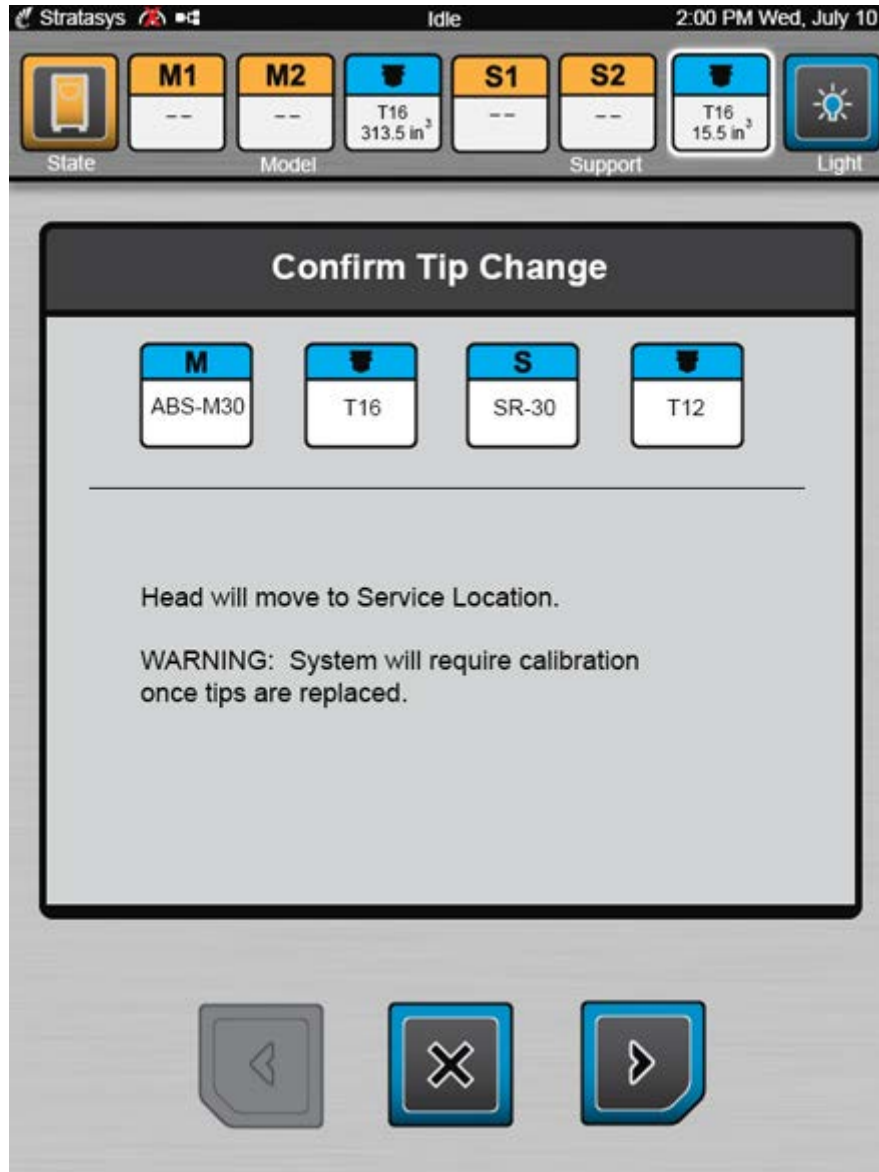 Stratasys Idle 2:00 PM Wed, July 10
M1 M2 S1 S2
-- -- T16 -- -- T16
313.5 in³ 15.5 in³
State Model Support Light
Confirm Tip Change
M S
ABS-M30 T16 SR-30 T12
Head will move to Service Location.
WARNING: System will require calibration
once tips are replaced.